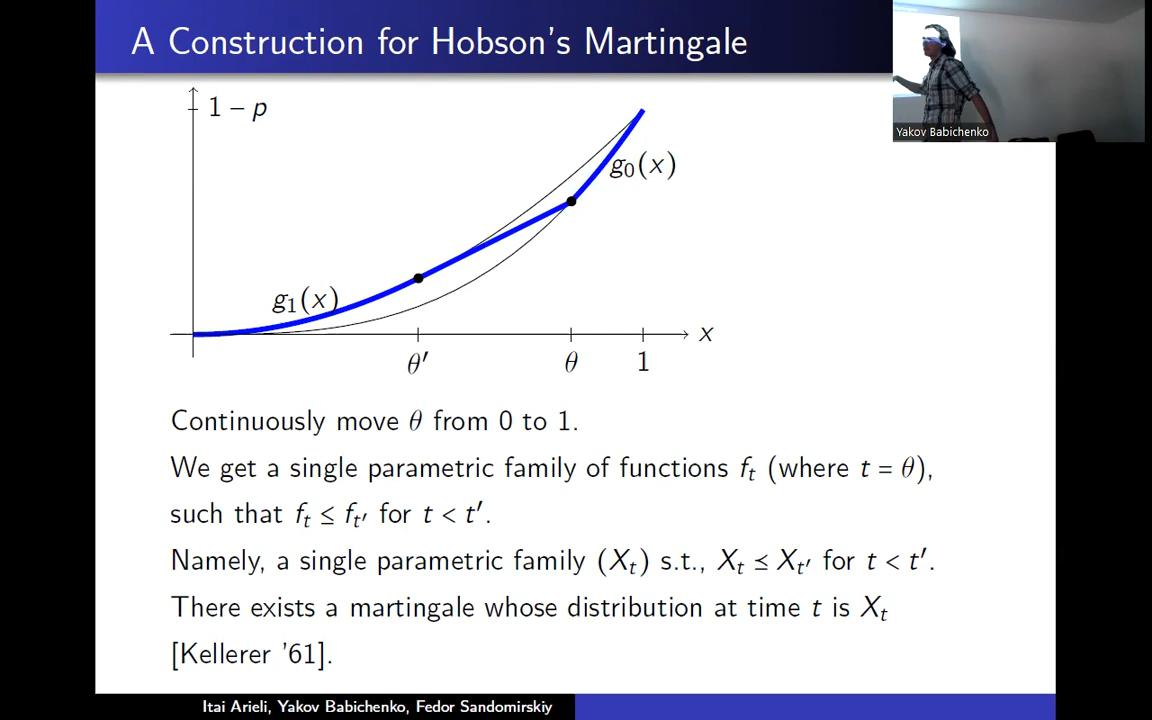 A Construction for Hobson's Martingale
1 − p
g₀(x)
g₁(x)
x
θ′
θ
1
Continuously move θ from 0 to 1.
We get a single parametric family of functions fₜ (where t = θ),
such that fₜ ≤ fₜ′ for t < t′.
Namely, a single parametric family (Xₜ) s.t., Xₜ ⪯ Xₜ′ for t < t′.
There exists a martingale whose distribution at time t is Xₜ
[Kellerer '61].
Itai Arieli, Yakov Babichenko, Fedor Sandomirskiy
Yakov Babichenko